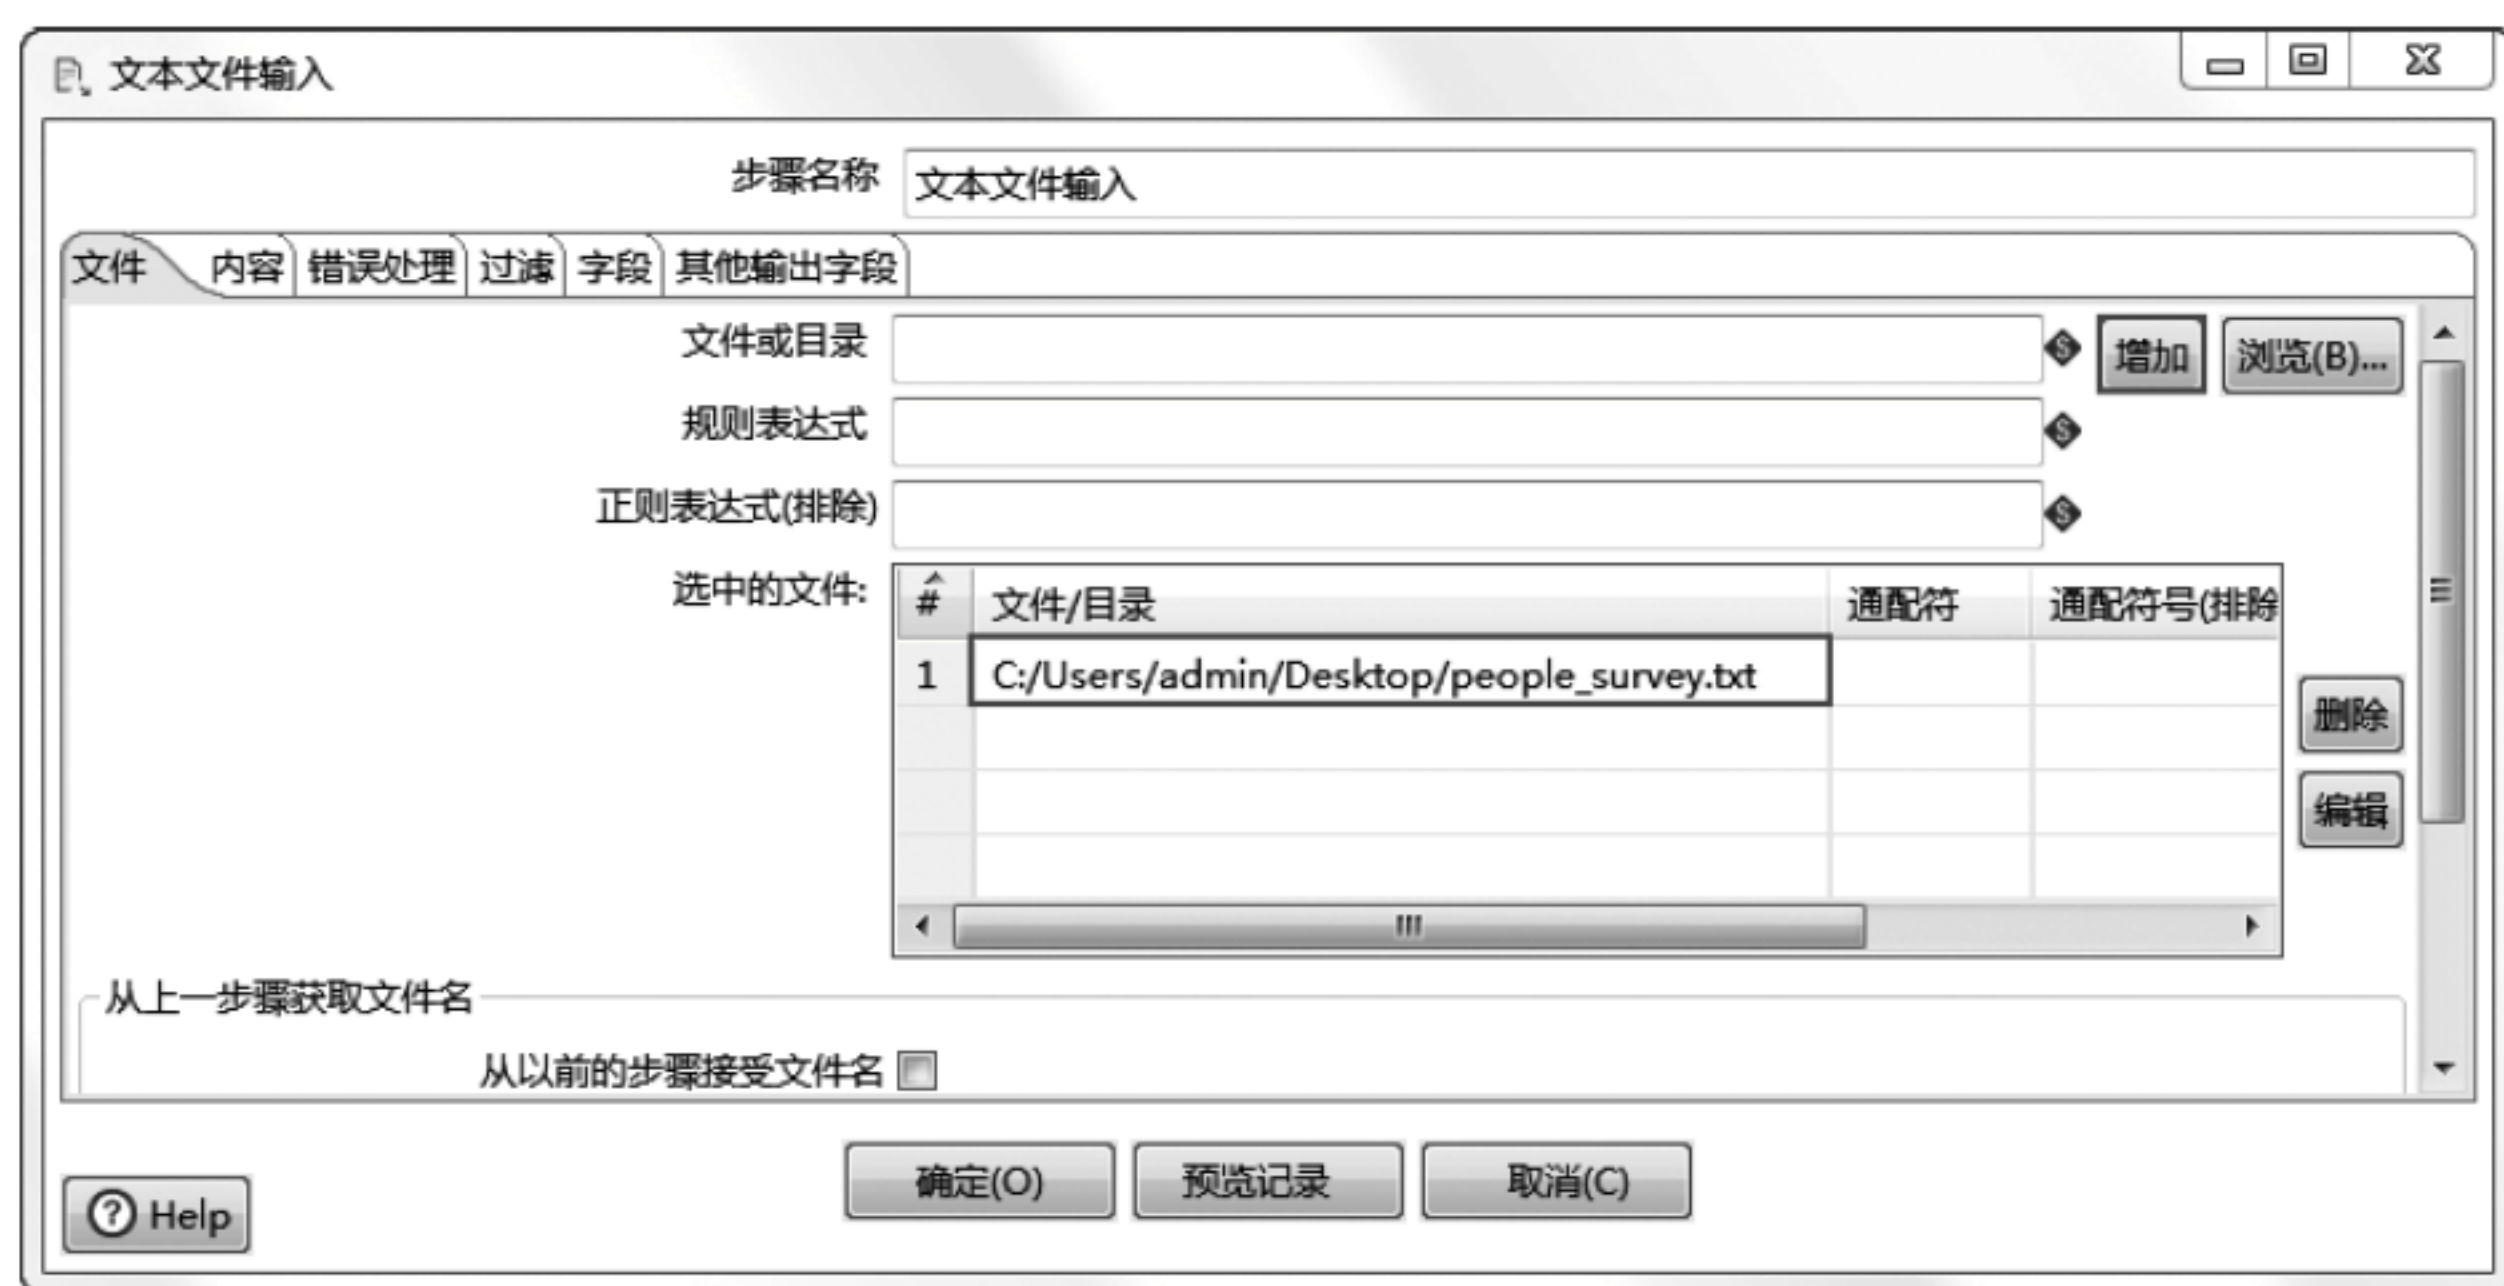 文本文件输入
步骤名称 文本文件输入
文件 内容 错误处理 过滤 字段 其他输出字段
文件或目录 增加 浏览(B)...
规则表达式
正则表达式(排除)
选中的文件: # 文件/目录 通配符 通配符号(排除
1 C:/Users/admin/Desktop/people_survey.txt
删除
编辑
从上一步骤获取文件名
从以前的步骤接受文件名
确定(O) 预览记录 取消(C)
Help